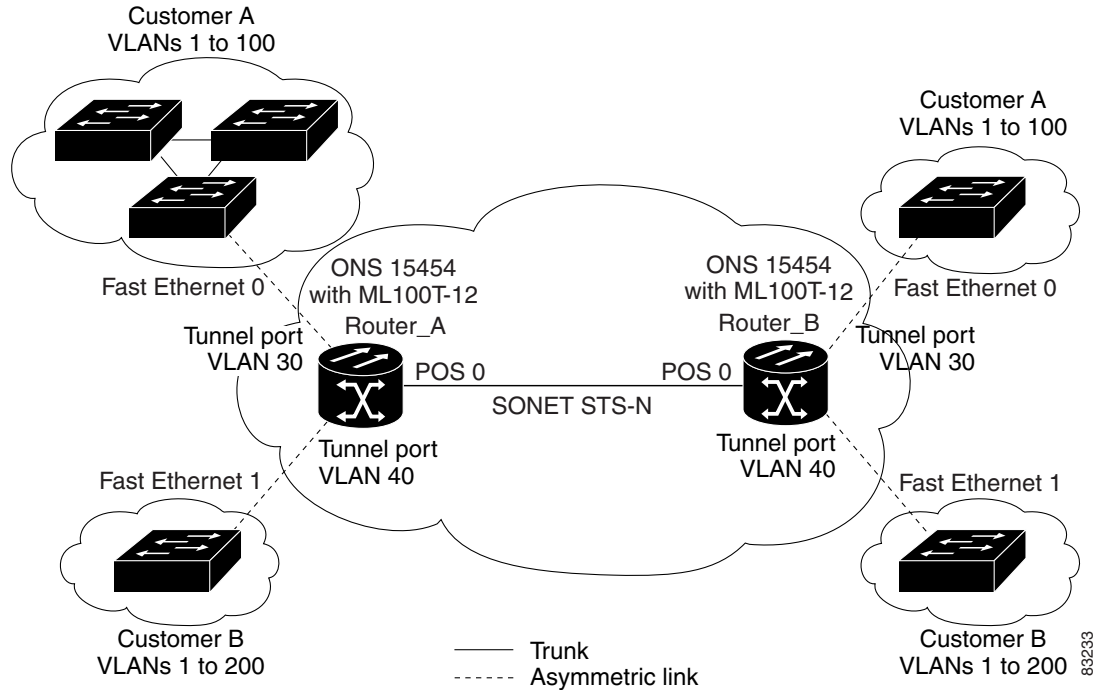 Customer A
VLANs 1 to 100
Customer A
VLANs 1 to 100
Fast Ethernet 0
ONS 15454
with ML100T-12
Router_A
ONS 15454
with ML100T-12
Router_B
Fast Ethernet 0
Tunnel port
VLAN 30
Tunnel port
VLAN 30
POS 0
POS 0
SONET STS-N
Tunnel port
VLAN 40
Tunnel port
VLAN 40
Fast Ethernet 1
Fast Ethernet 1
Customer B
VLANs 1 to 200
Customer B
VLANs 1 to 200
Trunk
Asymmetric link
83233